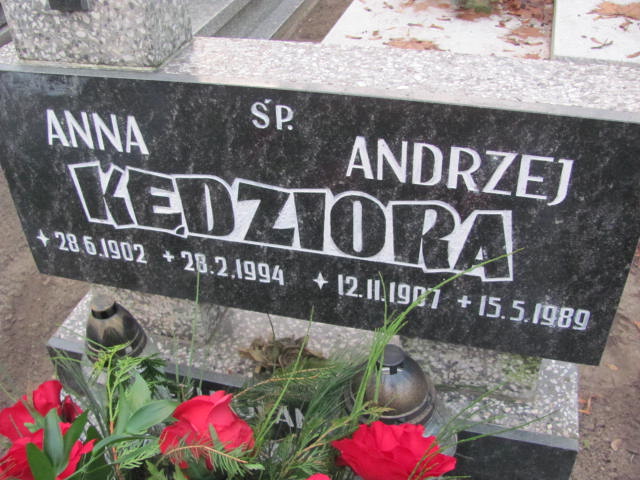 ŚP.
ANNA ANDRZEJ
KĘDZIORA
✦ 28.6.1902 + 28.2.1994 ✦ 12.11.1907 + 15.5.1989